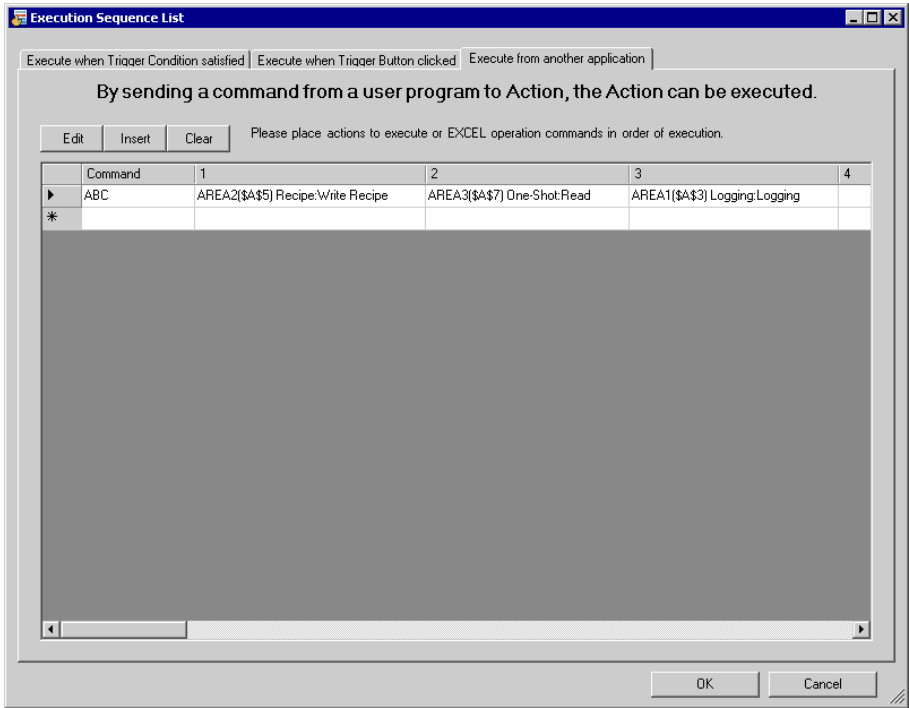 Execution Sequence List
Execute when Trigger Condition satisfied Execute when Trigger Button clicked Execute from another application
By sending a command from a user program to Action, the Action can be executed.
Edit Insert Clear Please place actions to execute or EXCEL operation commands in order of execution.
Command 1 2 3 4
ABC AREA2($A$5) Recipe:Write Recipe AREA3($A$7) One-Shot:Read AREA1($A$3) Logging:Logging
OK Cancel